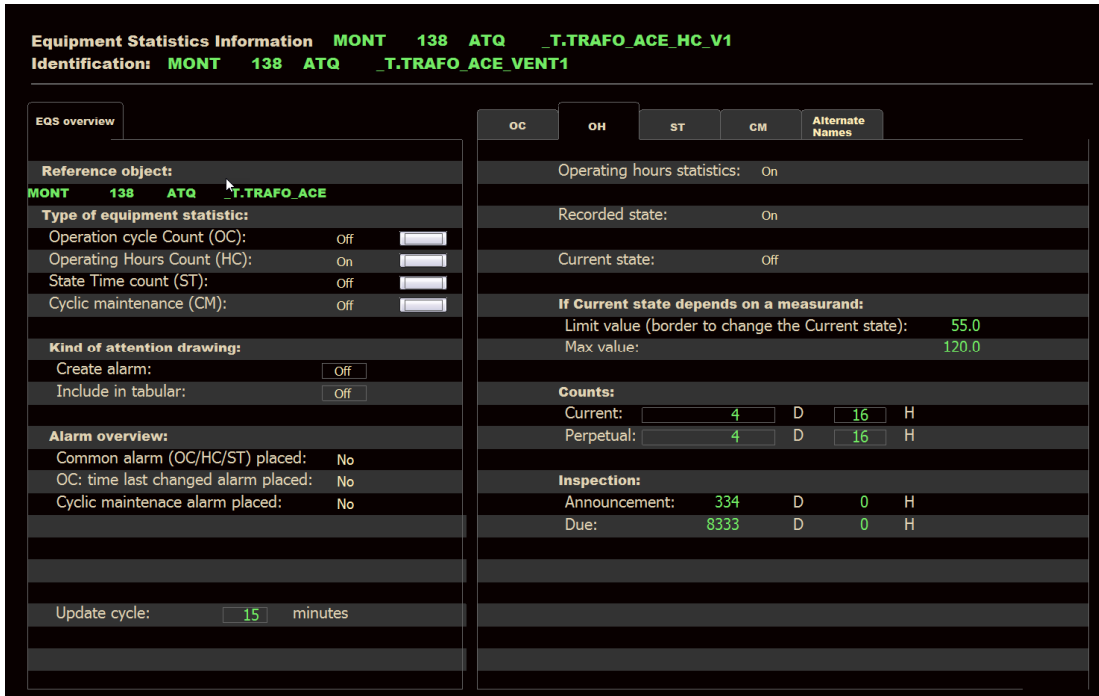 Equipment Statistics Information MONT 138 ATQ _T.TRAFO_ACE_HC_V1
Identification: MONT 138 ATQ _T.TRAFO_ACE_VENT1
EQS overview
Reference object:
MONT 138 ATQ _T.TRAFO_ACE
Type of equipment statistic:
Operation cycle Count (OC): Off
Operating Hours Count (HC): On
State Time count (ST): Off
Cyclic maintenance (CM): Off
Kind of attention drawing:
Create alarm: Off
Include in tabular: Off
Alarm overview:
Common alarm (OC/HC/ST) placed: No
OC: time last changed alarm placed: No
Cyclic maintenace alarm placed: No
Update cycle: 15 minutes
OC OH ST CM Alternate Names
Operating hours statistics: On
Recorded state: On
Current state: Off
If Current state depends on a measurand:
Limit value (border to change the Current state): 55.0
Max value: 120.0
Counts:
Current: 4 D 16 H
Perpetual: 4 D 16 H
Inspection:
Announcement: 334 D 0 H
Due: 8333 D 0 H